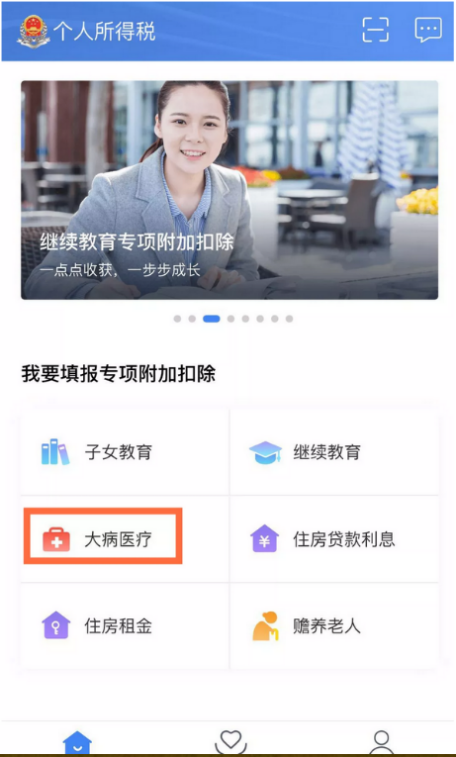 个人所得税
继续教育专项附加扣除
一点点收获，一步步成长
我要填报专项附加扣除
子女教育
继续教育
大病医疗
¥
住房贷款利息
住房租金
赡养老人